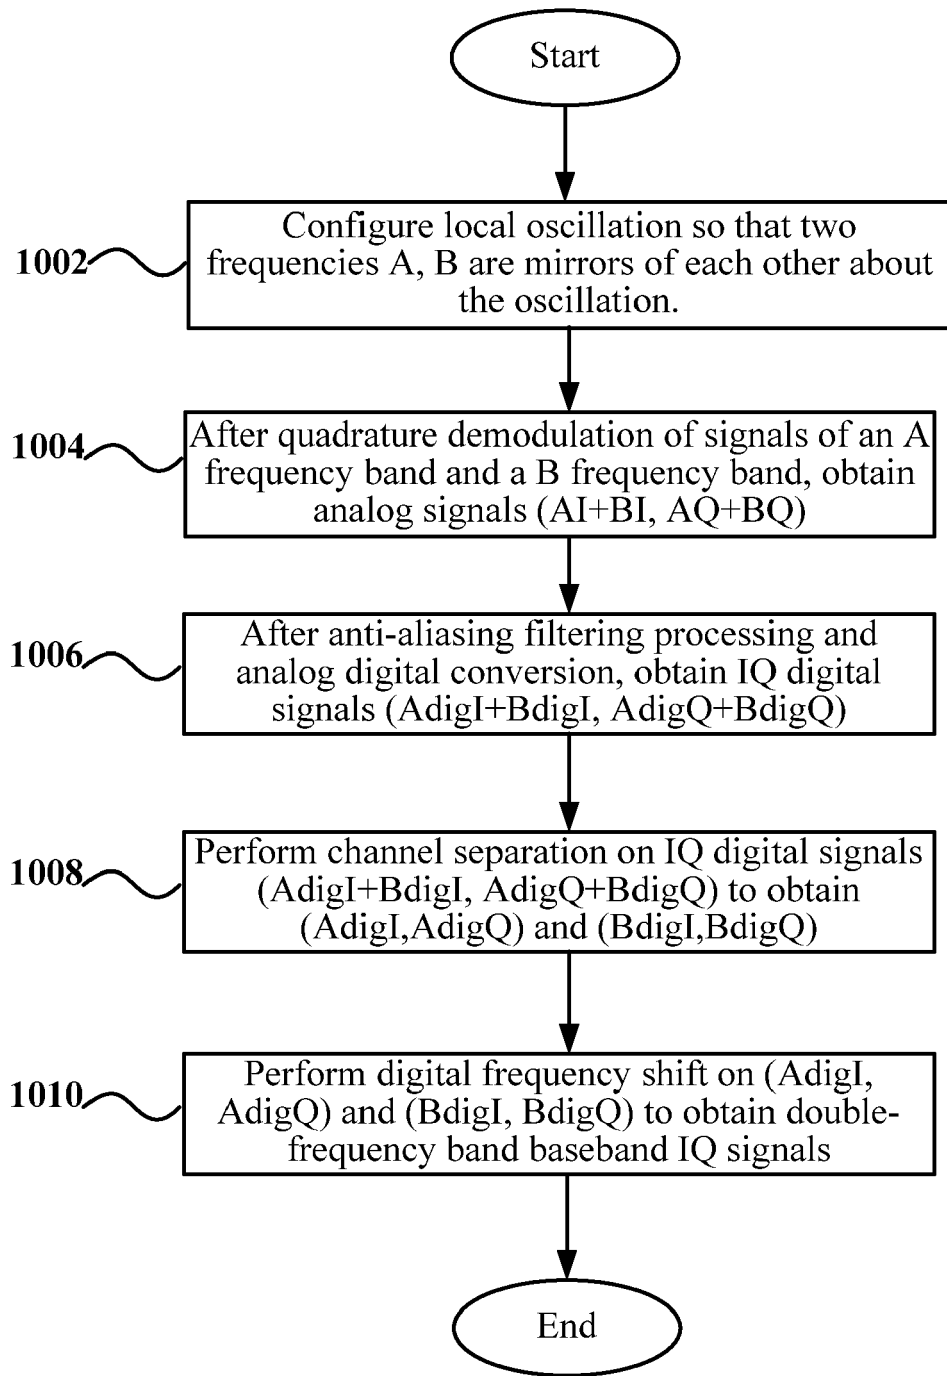 Start
1002
Configure local oscillation so that two
frequencies A, B are mirrors of each other about
the oscillation.
1004
After quadrature demodulation of signals of an A
frequency band and a B frequency band, obtain
analog signals (AI+BI, AQ+BQ)
1006
After anti-aliasing filtering processing and
analog digital conversion, obtain IQ digital
signals (AdigI+BdigI, AdigQ+BdigQ)
1008
Perform channel separation on IQ digital signals
(AdigI+BdigI, AdigQ+BdigQ) to obtain
(AdigI,AdigQ) and (BdigI,BdigQ)
1010
Perform digital frequency shift on (AdigI,
AdigQ) and (BdigI, BdigQ) to obtain double-
frequency band baseband IQ signals
End